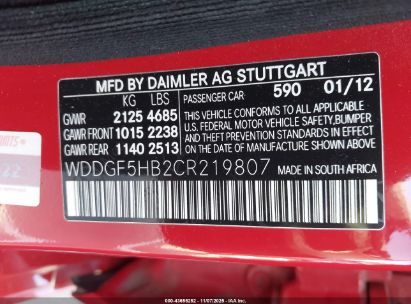 MFD BY DAIMLER AG STUTTGART
KG LBS PASSENGER CAR 590 01/12
GWR 2125 4685 THIS VEHICLE CONFORMS TO ALL APPLICABLE
GAWR FRONT 1015 2238 U.S. FEDERAL MOTOR VEHICLE SAFETY, BUMPER
GAWR REAR 1140 2513 AND THEFT PREVENTION STANDARDS IN EFFECT
ON THE DATE OF MANUFACTURE SHOWN ABOVE.
WDDGF5HB2CR219807 MADE IN SOUTH AFRICA